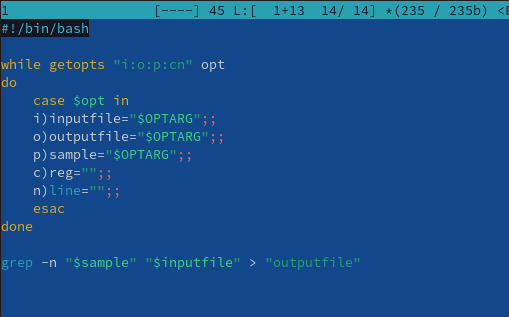 1 [----] 45 L:[ 1+13 14/ 14] *(235 / 235b) <E
#!/bin/bash
while getopts "i:o:p:cn" opt
do
case $opt in
i)inputfile="$OPTARG";;
o)outputfile="$OPTARG";;
p)sample="$OPTARG";;
c)reg="";;
n)line="";;
esac
done
grep -n "$sample" "$inputfile" > "outputfile"